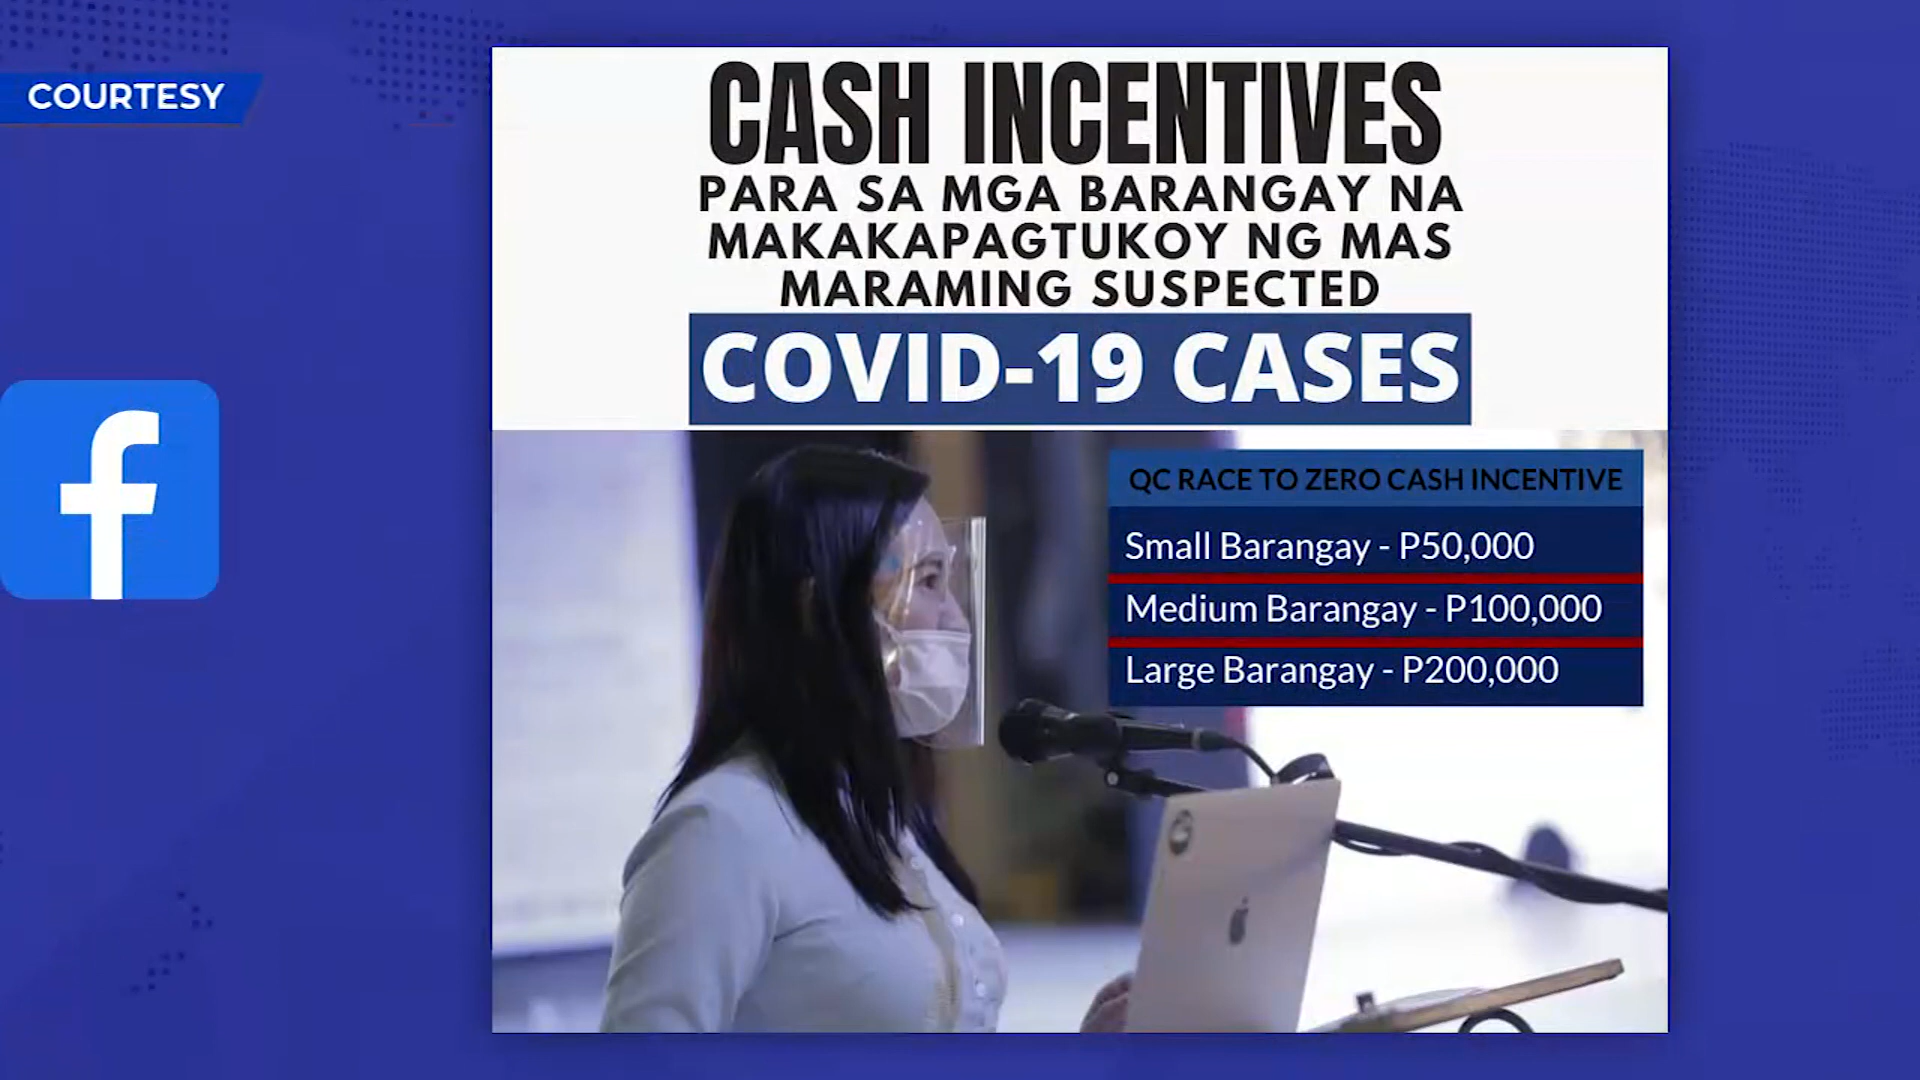 COURTESY
CASH INCENTIVES
PARA SA MGA BARANGAY NA
MAKAKAPAGTUKOY NG MAS
MARAMING SUSPECTED
COVID-19 CASES
QC RACE TO ZERO CASH INCENTIVE
Small Barangay - P50,000
Medium Barangay - P100,000
Large Barangay - P200,000